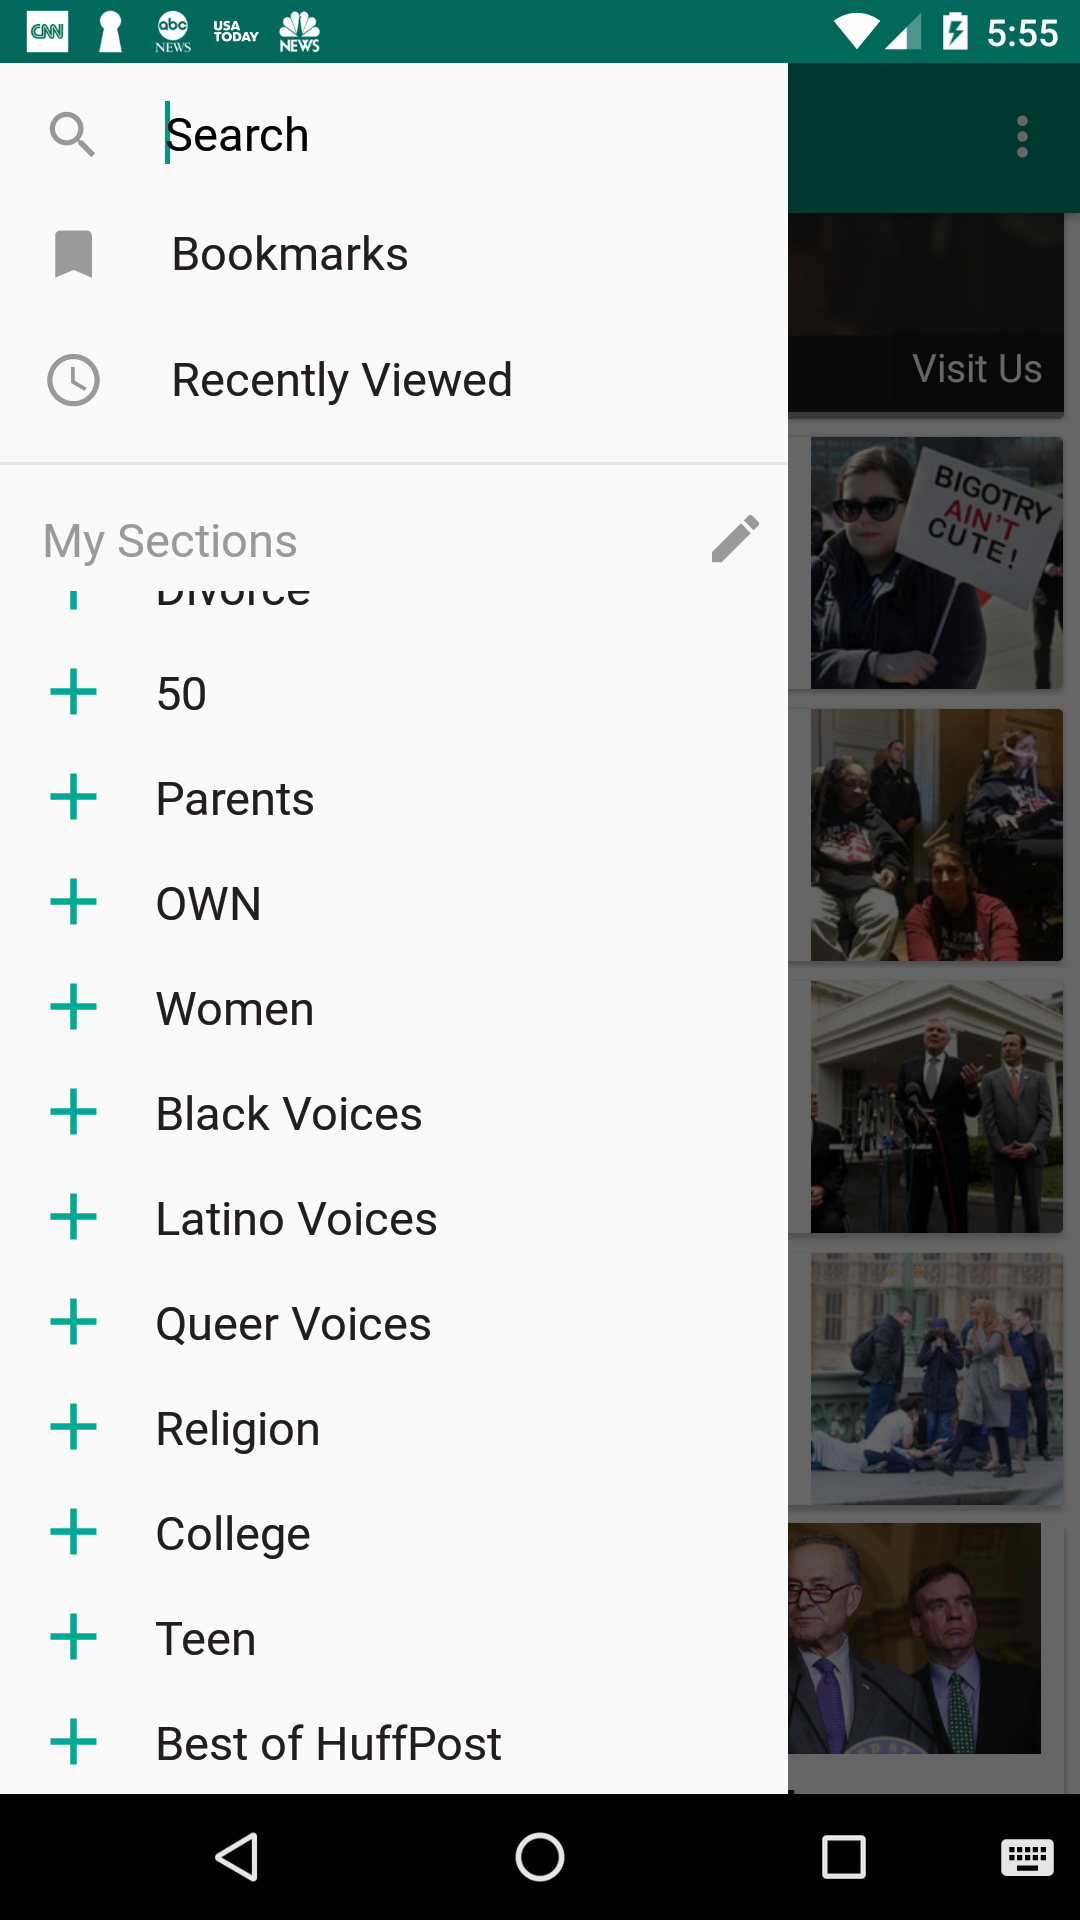 CNN
abc
NEWS
USA
TODAY
NEWS
5:55
Search
Bookmarks
Recently Viewed
Visit Us
BIGOTRY
AIN'T
CUTE!
My Sections
Divorce
50
Parents
OWN
Women
Black Voices
Latino Voices
Queer Voices
Religion
College
Teen
Best of HuffPost